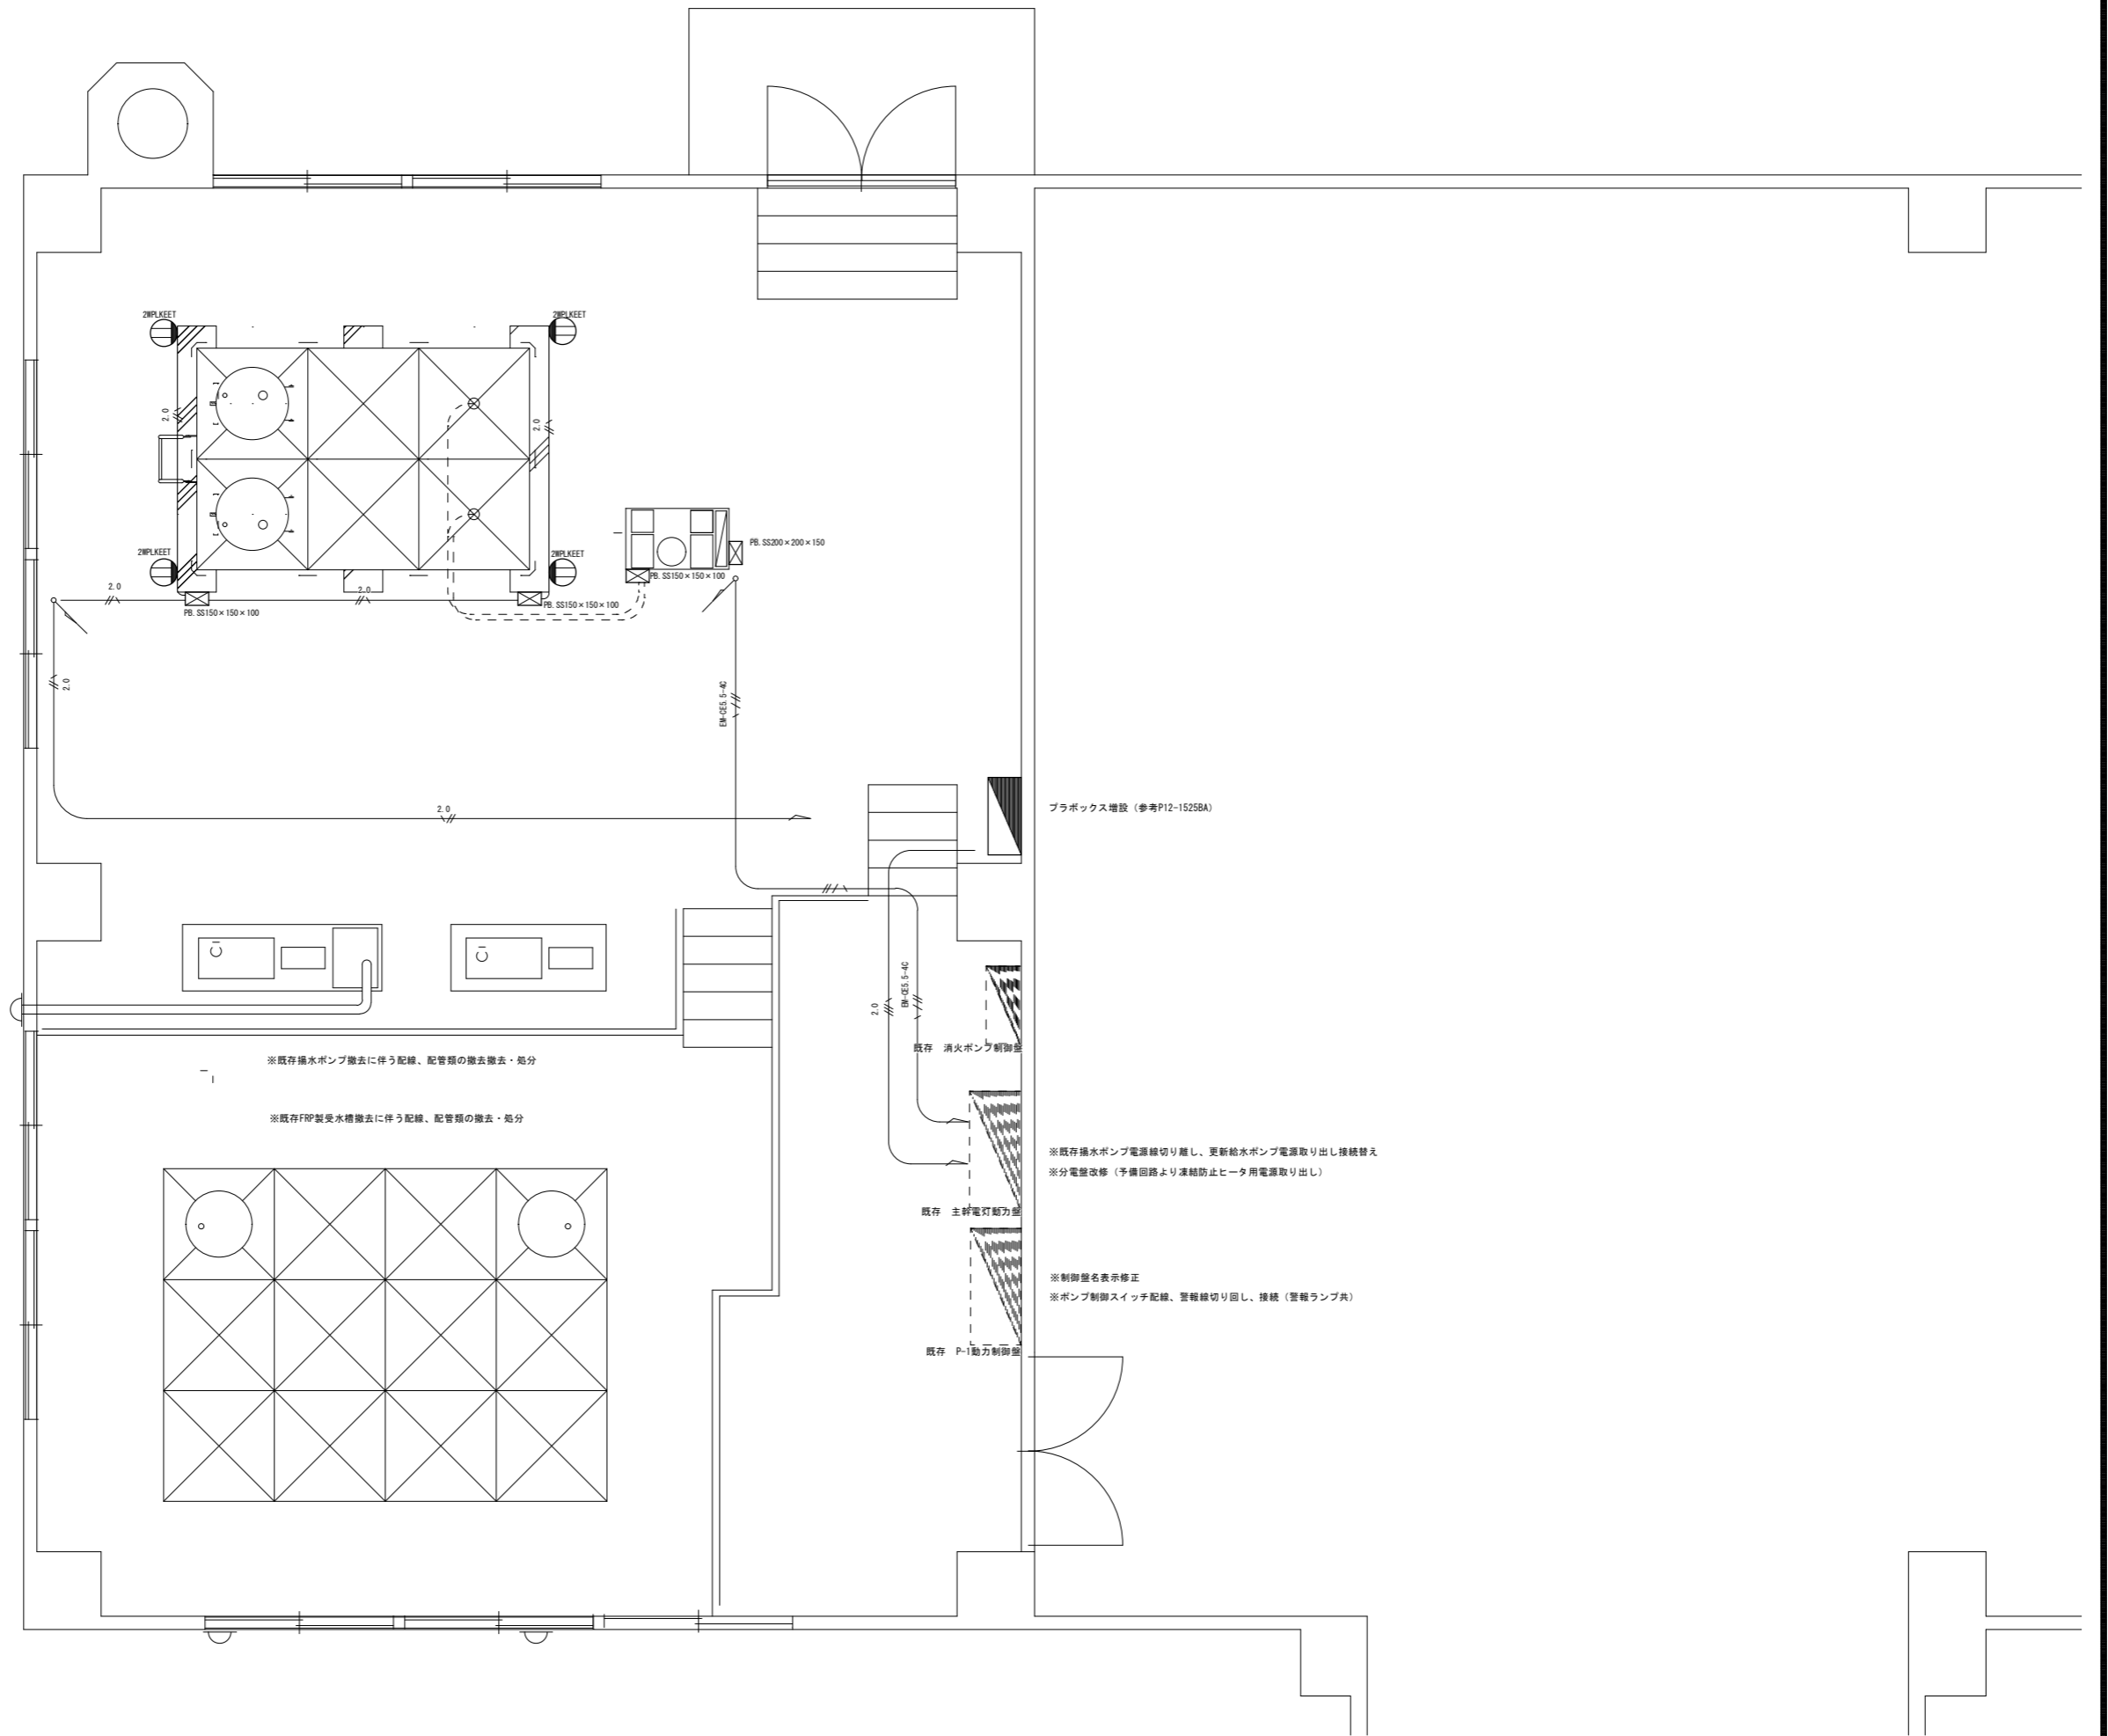 2WPLKEET
2WPLKEET
2.0
2.0
PB.SS200×200×150
2WPLKEET
2WPLKEET
PB.SS150×150×100
2.0
2.0
PB.SS150×150×100
PB.SS150×150×100
2.0
EM-CE5.5-4C
2.0
プラボックス増設（参考P12-1525BA）
2.0
EM-CE5.5-4C
既存　消火ポンプ制御盤
※既存揚水ポンプ撤去に伴う配線、配管類の撤去撤去・処分
※既存FRP製受水槽撤去に伴う配線、配管類の撤去・処分
※既存揚水ポンプ電源線切り離し、更新給水ポンプ電源取り出し接続替え
※分電盤改修（予備回路より凍結防止ヒータ用電源取り出し）
既存　主幹電灯動力盤
※制御盤名表示修正
※ポンプ制御スイッチ配線、警報線切り回し、接続（警報ランプ共）
既存　P-1動力制御盤